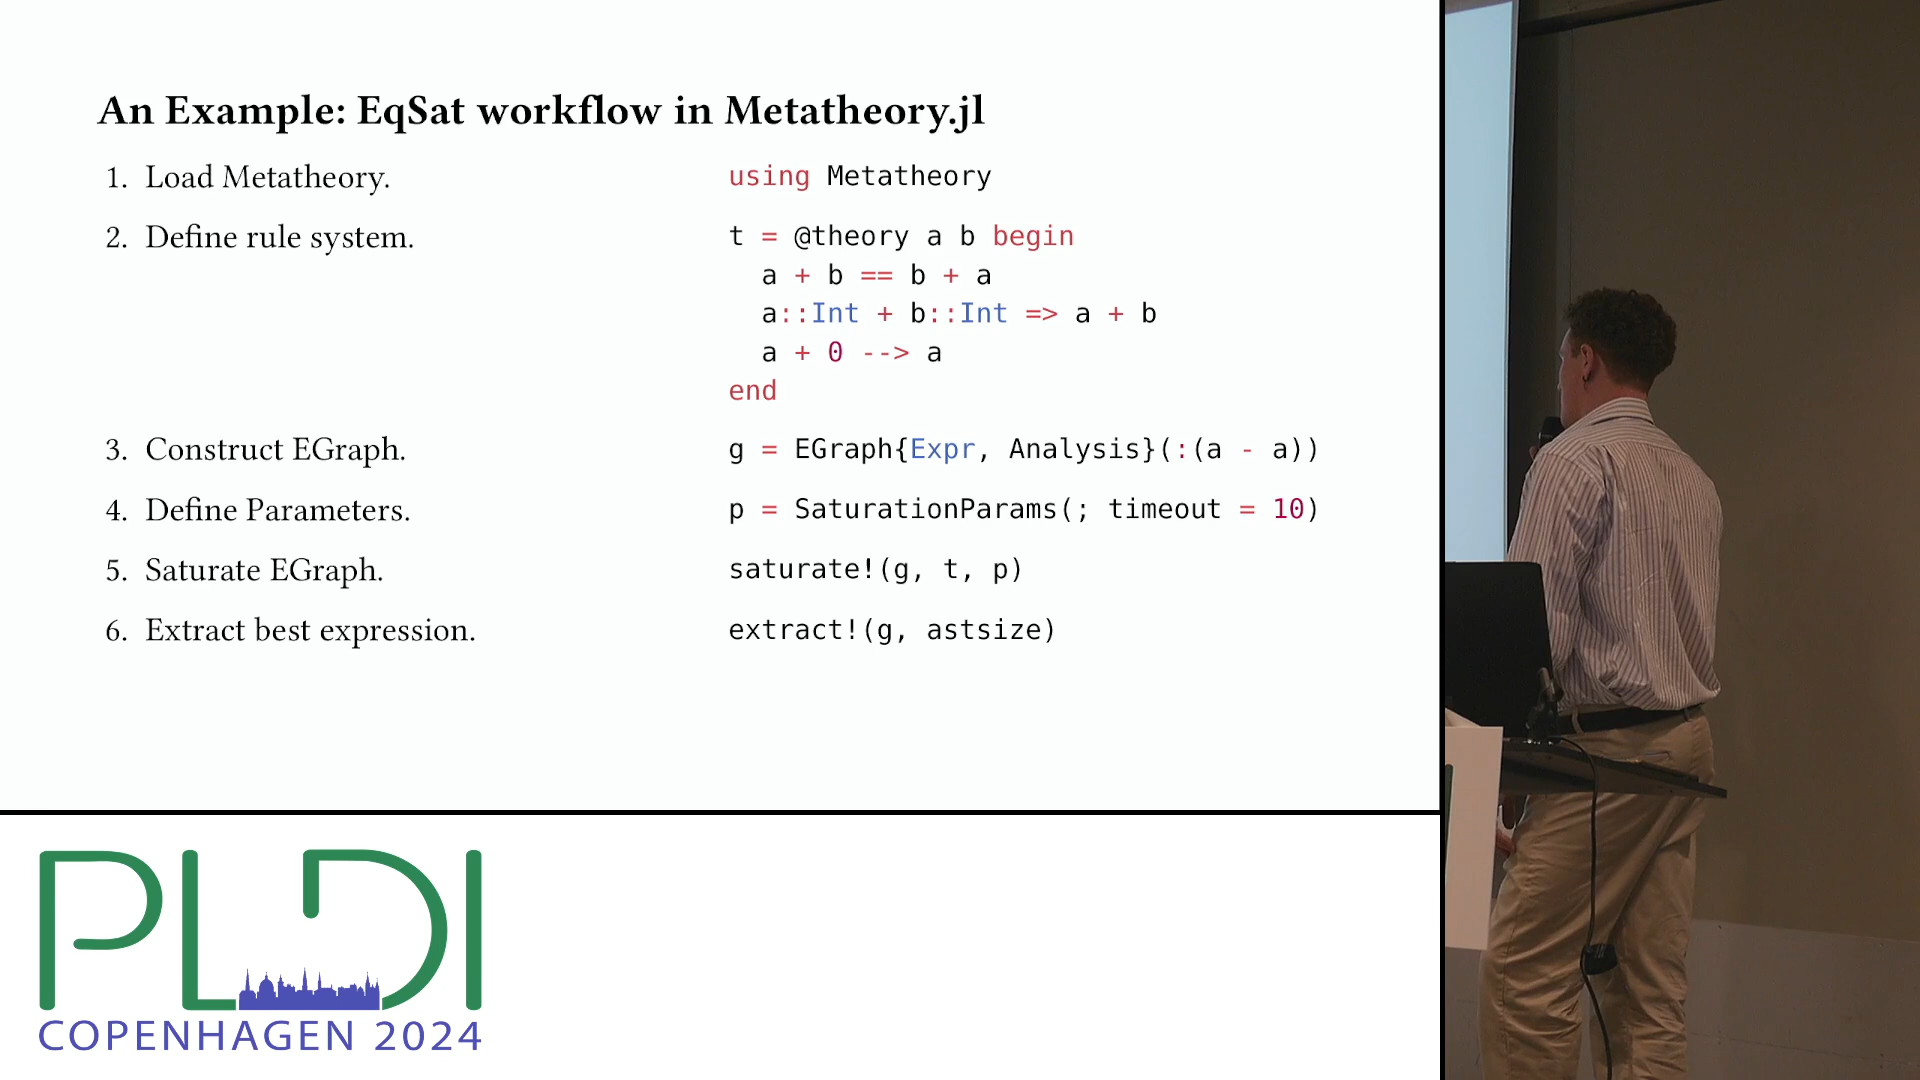 An Example: EqSat workflow in Metatheory.jl
1. Load Metatheory.
using Metatheory
2. Define rule system.
t = @theory a b begin
a + b == b + a
a::Int + b::Int => a + b
a + 0 --> a
end
3. Construct EGraph.
g = EGraph{Expr, Analysis}(:(a - a))
4. Define Parameters.
p = SaturationParams(; timeout = 10)
5. Saturate EGraph.
saturate!(g, t, p)
6. Extract best expression.
extract!(g, astsize)
PLDI
COPENHAGEN 2024